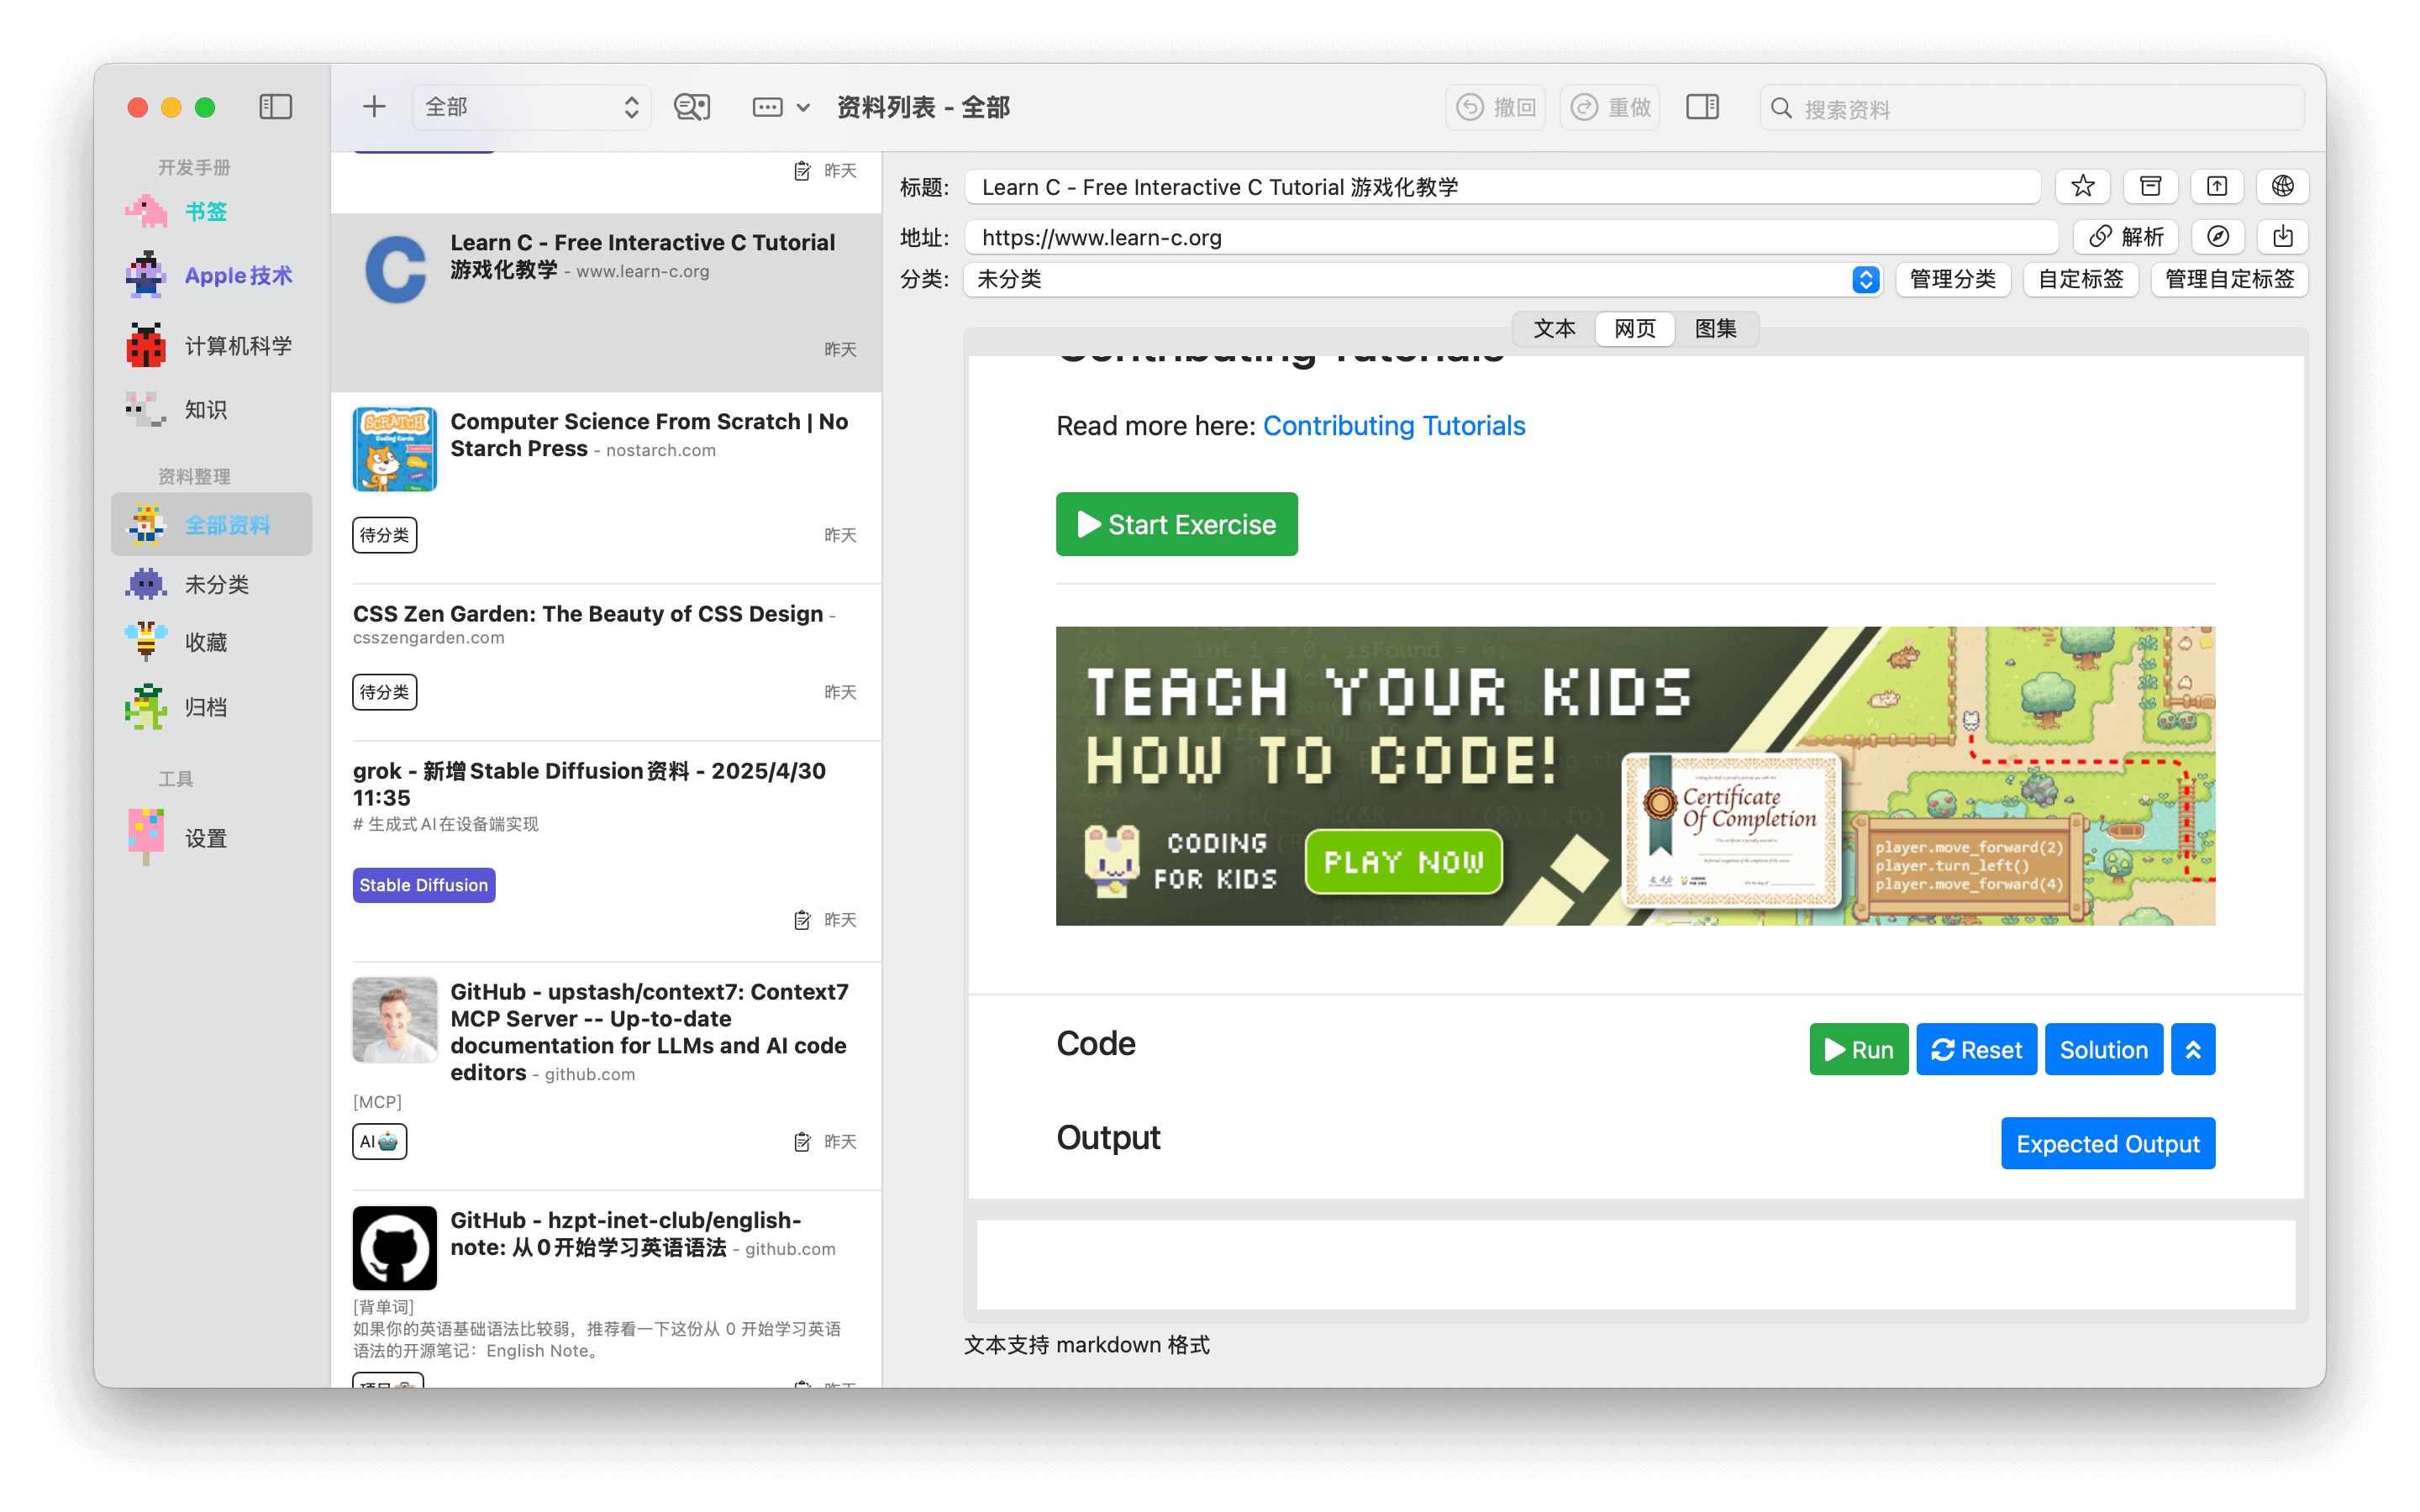 全部
资料列表 - 全部
撤回
重做
搜索资料
开发手册
书签
Apple技术
计算机科学
知识
资料整理
全部资料
未分类
收藏
归档
工具
设置
昨天
Learn C - Free Interactive C Tutorial
游戏化教学 - www.learn-c.org
昨天
Computer Science From Scratch | No
Starch Press - nostarch.com
待分类
昨天
CSS Zen Garden: The Beauty of CSS Design -
csszengarden.com
待分类
昨天
grok - 新增Stable Diffusion资料 - 2025/4/30
11:35
# 生成式AI在设备端实现
Stable Diffusion
昨天
GitHub - upstash/context7: Context7
MCP Server -- Up-to-date
documentation for LLMs and AI code
editors - github.com
[MCP]
AI
昨天
GitHub - hzpt-inet-club/english-
note: 从0开始学习英语语法 - github.com
[背单词]
如果你的英语基础语法比较弱，推荐看一下这份从 0 开始学习英语
语法的开源笔记：English Note。
项目
昨天
标题: Learn C - Free Interactive C Tutorial 游戏化教学
地址: https://www.learn-c.org
解析
分类: 未分类
管理分类
自定标签
管理自定标签
文本
网页
图集
Contributing Tutorials
Read more here: Contributing Tutorials
Start Exercise
TEACH YOUR KIDS
HOW TO CODE!
CODING
FOR KIDS
PLAY NOW
Certificate
Of Completion
player.move_forward(2)
player.turn_left()
player.move_forward(4)
Code
Run
Reset
Solution
Output
Expected Output
文本支持 markdown 格式